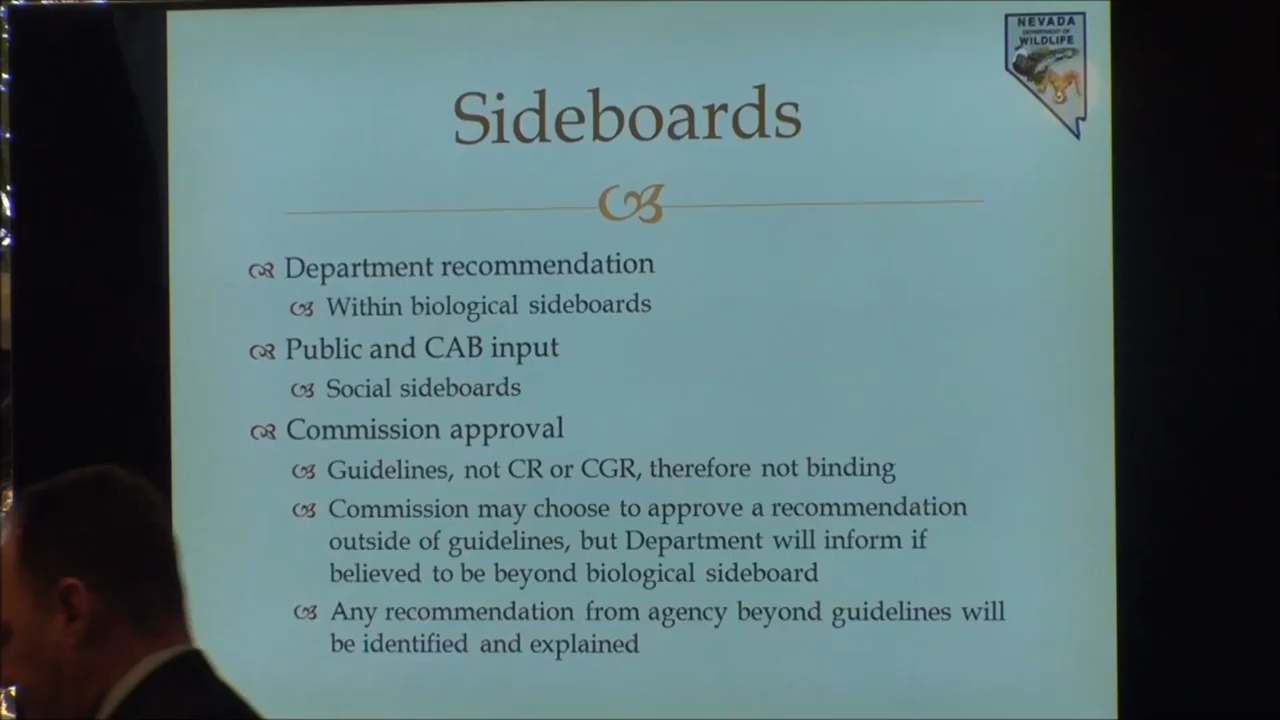 NEVADA
DEPARTMENT OF
WILDLIFE
Sideboards
Department recommendation
Within biological sideboards
Public and CAB input
Social sideboards
Commission approval
Guidelines, not CR or CGR, therefore not binding
Commission may choose to approve a recommendation
outside of guidelines, but Department will inform if
believed to be beyond biological sideboard
Any recommendation from agency beyond guidelines will
be identified and explained